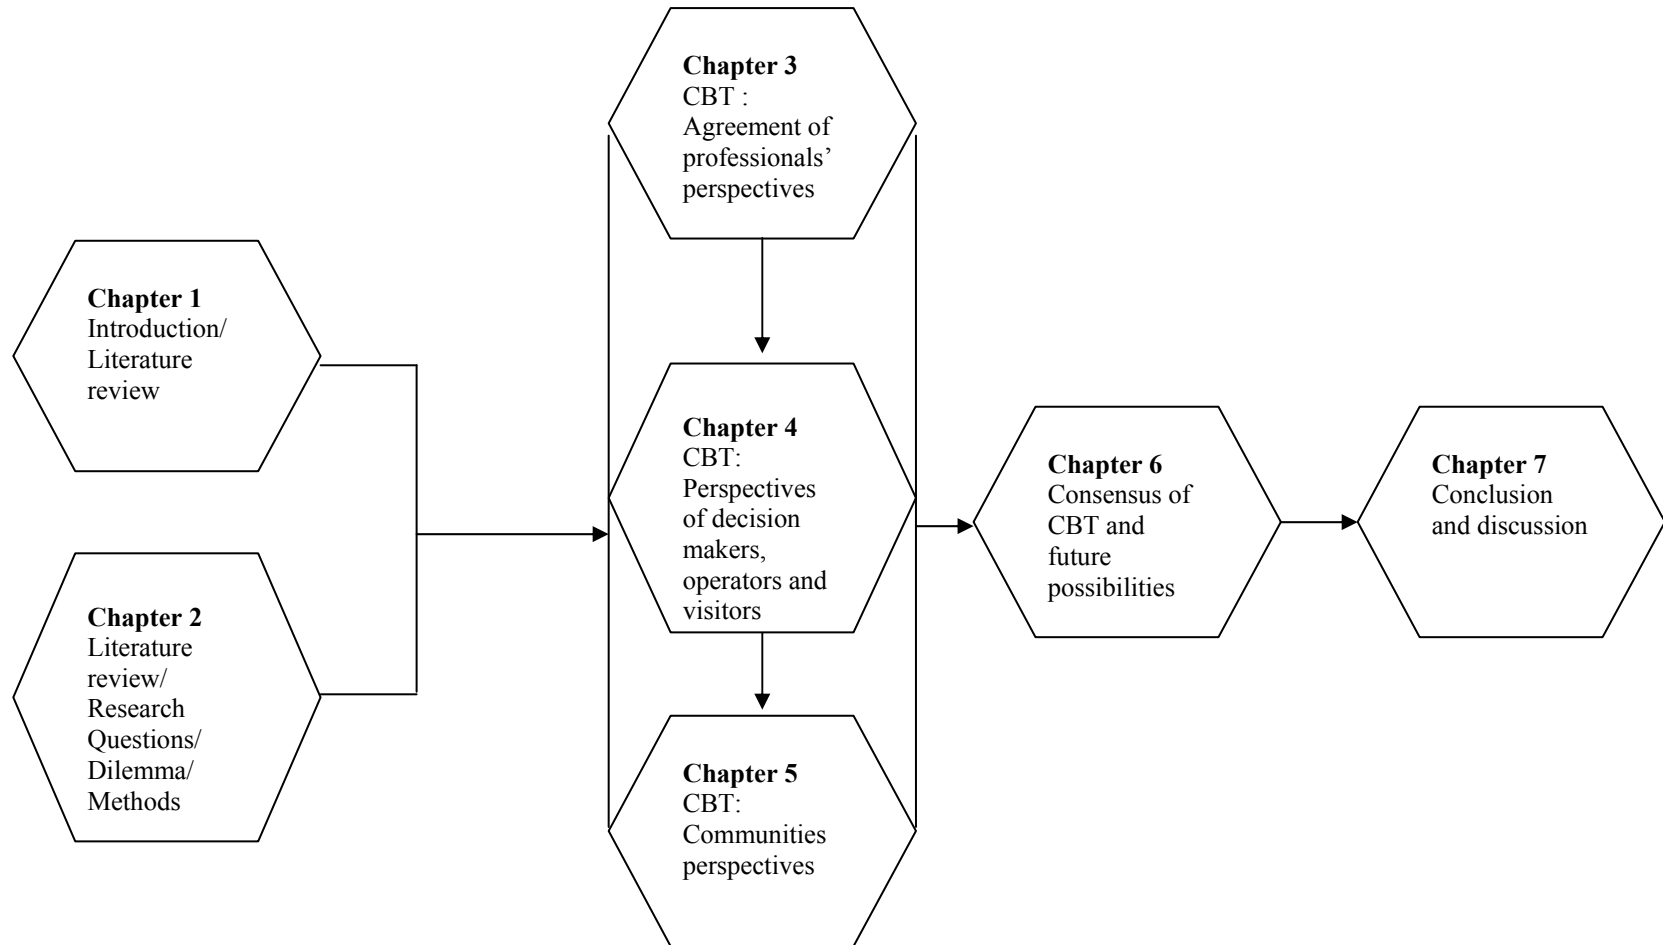 Chapter 1
Introduction/
Literature
review
Chapter 2
Literature
review/
Research
Questions/
Dilemma/
Methods
Chapter 3
CBT :
Agreement of
professionals’
perspectives
Chapter 4
CBT:
Perspectives
of decision
makers,
operators and
visitors
Chapter 5
CBT:
Communities
perspectives
Chapter 6
Consensus of
CBT and
future
possibilities
Chapter 7
Conclusion
and discussion